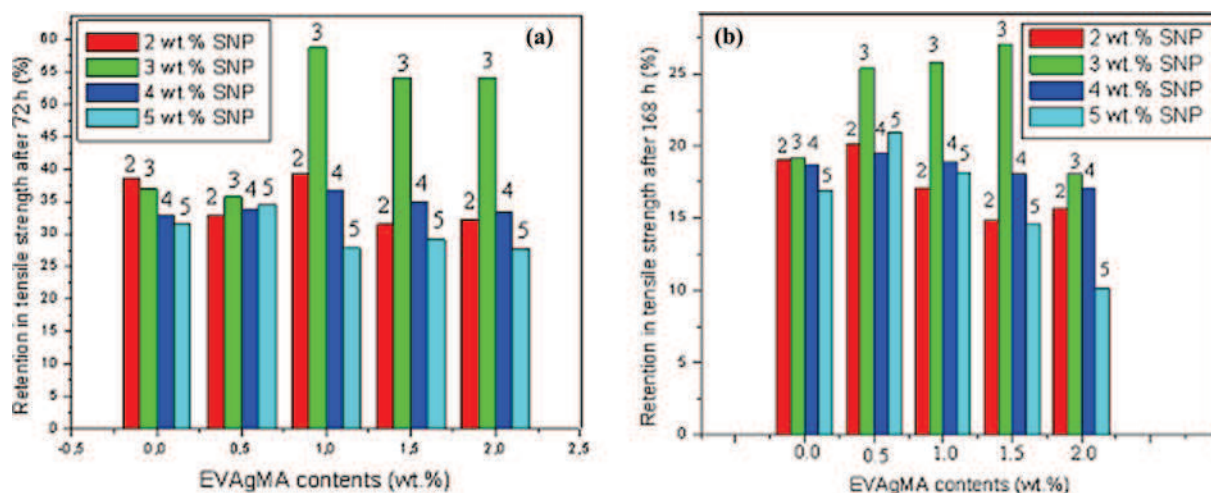 (a)
2 wt.% SNP
3 wt.% SNP
4 wt.% SNP
5 wt.% SNP
Retention in tensile strength after 72 h (%)
60
55
50
45
40
35
30
25
20
15
10
5
0
2 3 4 5
2 3 4 5
2 3 4 5
2 3 4 5
2 3 4 5
-0,5 0,0 0,5 1,0 1,5 2,0 2,5
EVAgMA contents (wt.%)
(b)
2 wt.% SNP
3 wt.% SNP
4 wt.% SNP
5 wt.% SNP
Retention in tensile strength after 168 h (%)
25
20
15
10
5
0
2 3 4 5
2 3 4 5
2 3 4 5
2 3 4 5
2 3 4 5
0.0 0.5 1.0 1.5 2.0
EVAgMA contents (wt.%)